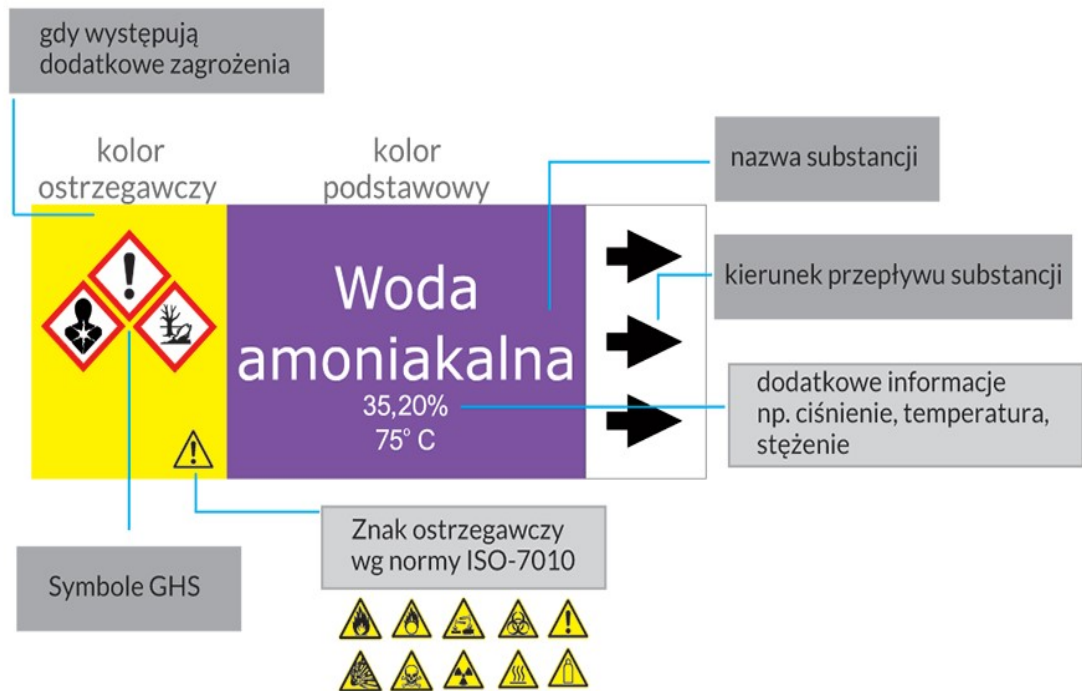 gdy występują
dodatkowe zagrożenia
kolor
ostrzegawczy
kolor
podstawowy
nazwa substancji
Woda
amoniakalna
35,20%
75° C
kierunek przepływu substancji
dodatkowe informacje
np. ciśnienie, temperatura,
stężenie
Znak ostrzegawczy
wg normy ISO-7010
Symbole GHS